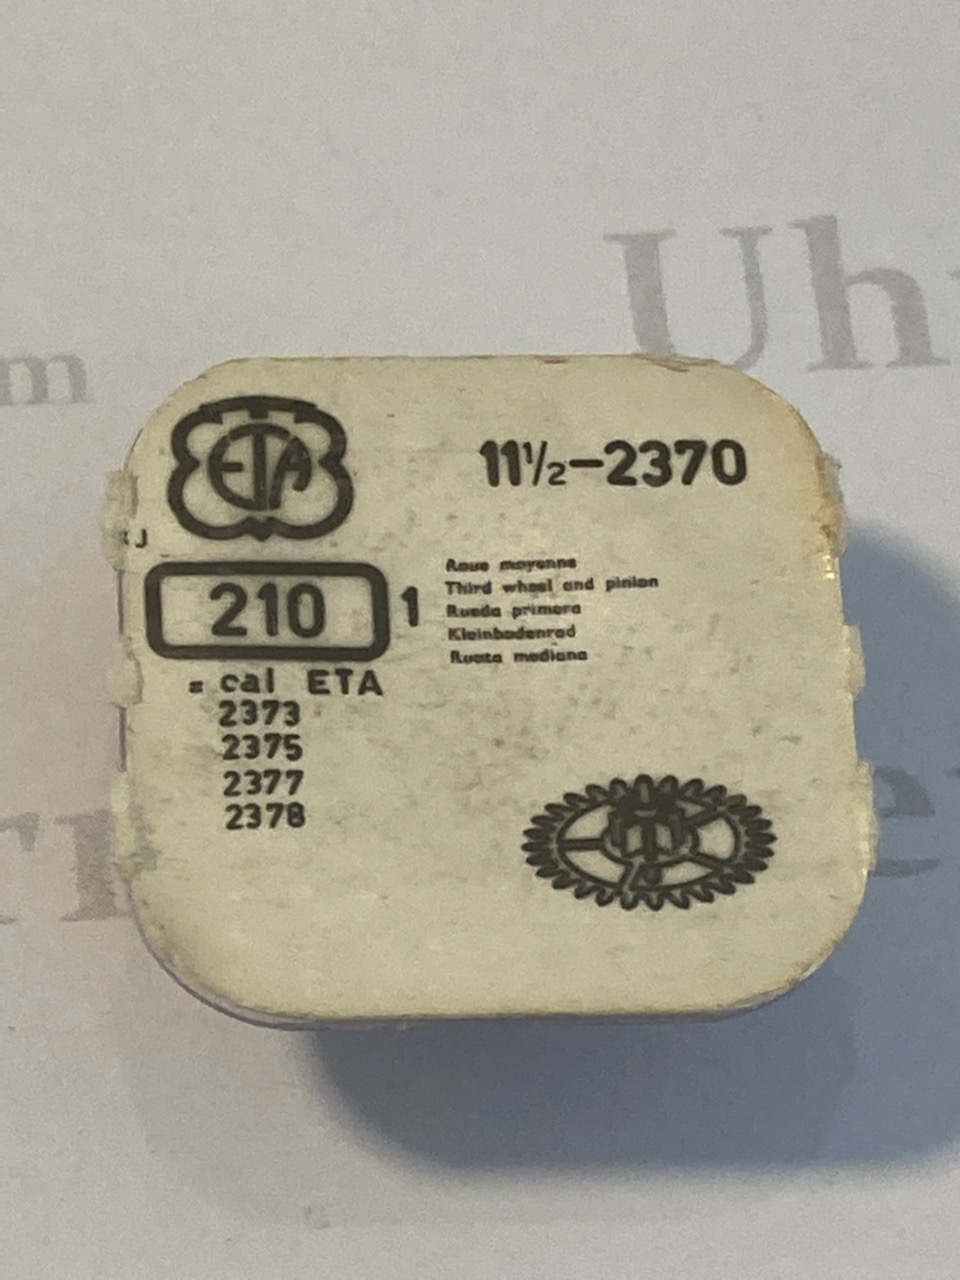 Uh
m
ETA
11½-2370
J
210 1
Roue moyenne
Third wheel and pinion
Rueda primera
Kleinbodenrad
Ruota mediana
= cal ETA
2373
2375
2377
2378